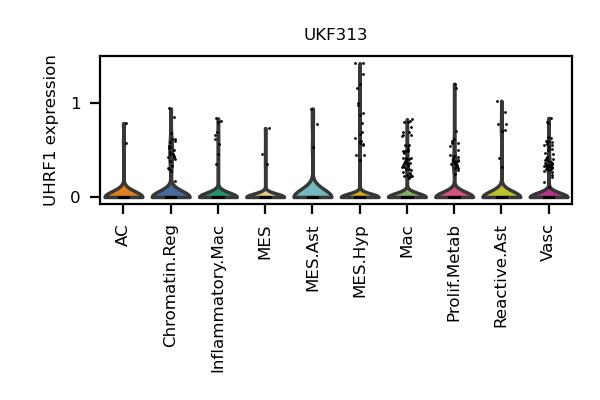 UKF313
UHRF1 expression
1
0
AC
Chromatin.Reg
Inflammatory.Mac
MES
MES.Ast
MES.Hyp
Mac
Prolif.Metab
Reactive.Ast
Vasc